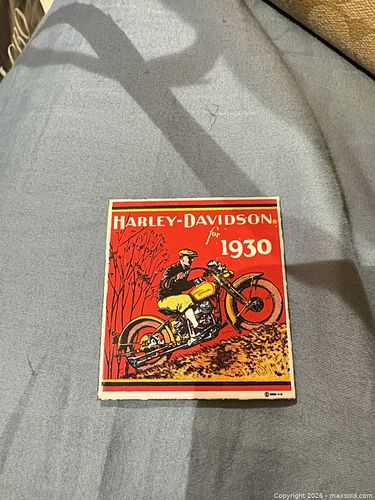 HARLEY-DAVIDSON®
for
1930
Copyright 2026 - maxsold.com